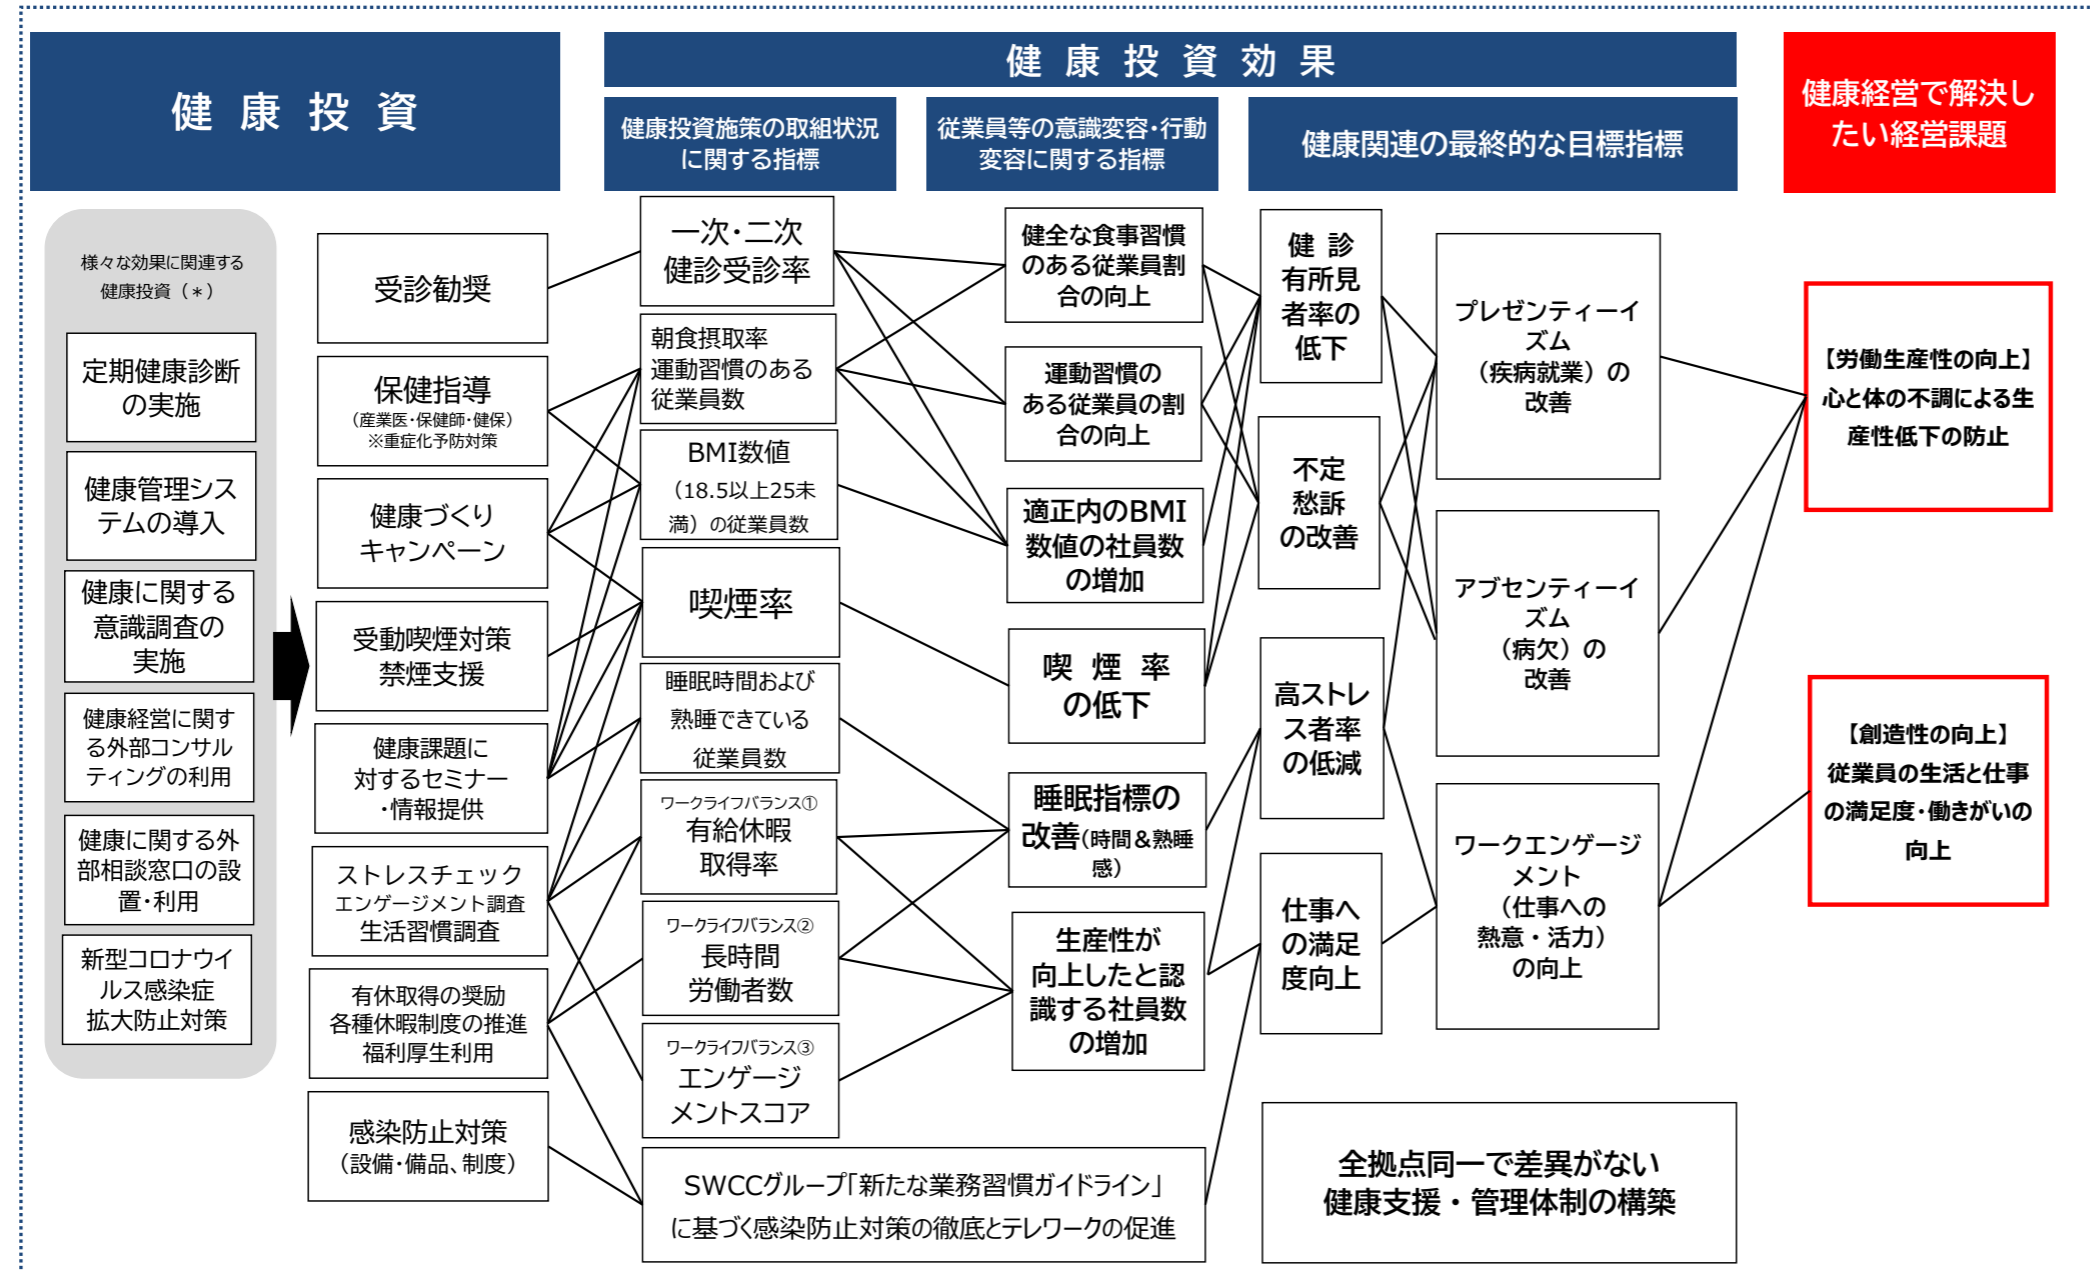 健康投資
健康投資効果
健康投資施策の取組状況
に関する指標
従業員等の意識変容・行動
変容に関する指標
健康関連の最終的な目標指標
健康経営で解決し
たい経営課題
様々な効果に関連する
健康投資（＊）
定期健康診断
の実施
健康管理シス
テムの導入
健康に関する
意識調査の
実施
健康経営に関す
る外部コンサル
ティングの利用
健康に関する外
部相談窓口の設
置・利用
新型コロナウイ
ルス感染症
拡大防止対策
受診勧奨
保健指導
（産業医・保健師・健保）
※重症化予防対策
健康づくり
キャンペーン
受動喫煙対策
禁煙支援
健康課題に
対するセミナー
・情報提供
ストレスチェック
エンゲージメント調査
生活習慣調査
有休取得の奨励
各種休暇制度の推進
福利厚生利用
感染防止対策
（設備・備品、制度）
一次・二次
健診受診率
朝食摂取率
運動習慣のある
従業員数
BMI数値
（18.5以上25未
満）の従業員数
喫煙率
睡眠時間および
熟睡できている
従業員数
ワークライフバランス①
有給休暇
取得率
ワークライフバランス②
長時間
労働者数
ワークライフバランス③
エンゲージ
メントスコア
SWCCグループ「新たな業務習慣ガイドライン」
に基づく感染防止対策の徹底とテレワークの促進
健全な食事習慣
のある従業員割
合の向上
運動習慣の
ある従業員の割
合の向上
適正内のBMI
数値の社員数
の増加
喫煙率
の低下
睡眠指標の
改善（時間＆熟睡
感）
生産性が
向上したと認
識する社員数
の増加
健診
有所見
者率の
低下
不定
愁訴
の改善
高ストレ
ス者率
の低減
仕事へ
の満足
度向上
プレゼンティーイ
ズム
（疾病就業）の
改善
アブセンティーイ
ズム
（病欠）の
改善
ワークエンゲージ
メント
（仕事への
熱意・活力）
の向上
全拠点同一で差異がない
健康支援・管理体制の構築
【労働生産性の向上】
心と体の不調による生
産性低下の防止
【創造性の向上】
従業員の生活と仕事
の満足度・働きがいの
向上